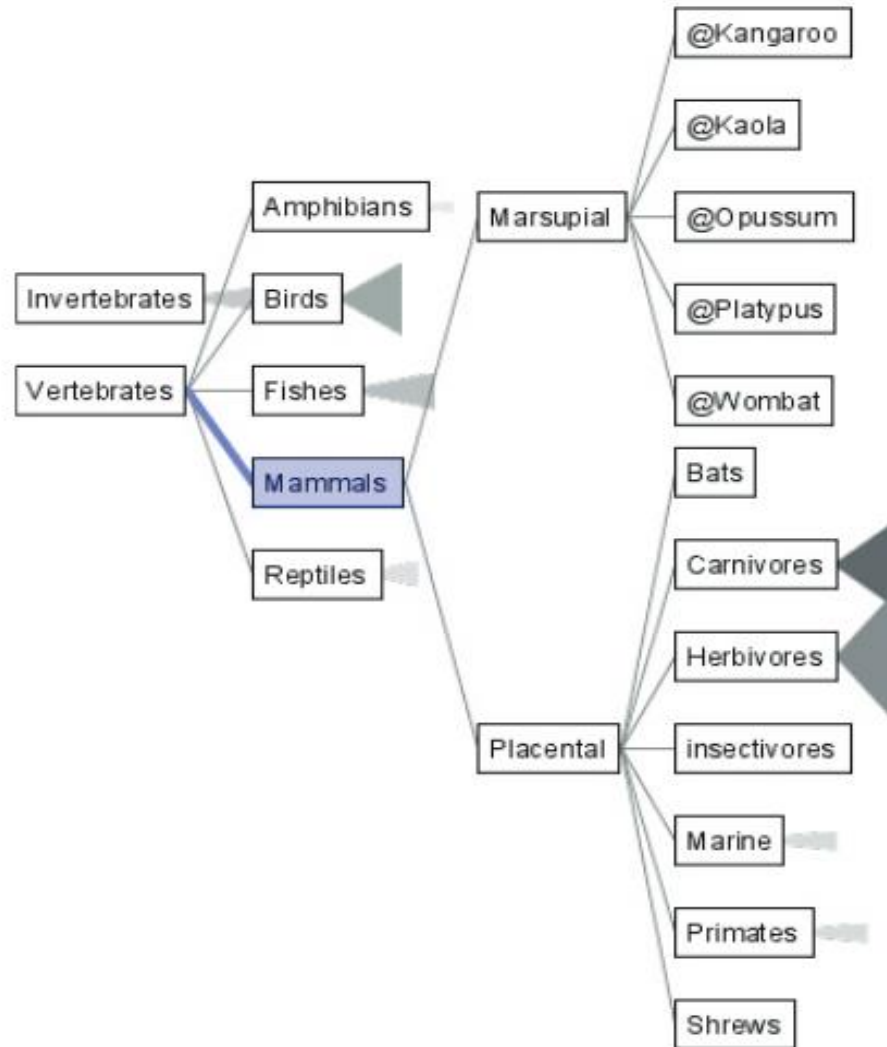 Invertebrates
Vertebrates
Amphibians
Birds
Fishes
Mammals
Reptiles
Marsupial
Placental
@Kangaroo
@Kaola
@Opussum
@Platypus
@Wombat
Bats
Carnivores
Herbivores
insectivores
Marine
Primates
Shrews